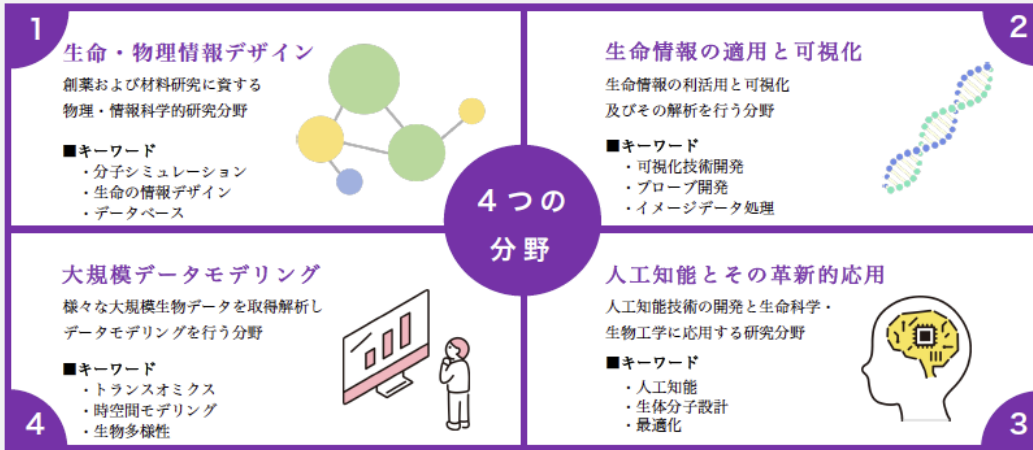 1
生命・物理情報デザイン
創薬および材料研究に資する
物理・情報科学的研究分野
■キーワード
・分子シミュレーション
・生命の情報デザイン
・データベース
2
生命情報の適用と可視化
生命情報の利活用と可視化
及びその解析を行う分野
■キーワード
・可視化技術開発
・プローブ開発
・イメージデータ処理
4つの
分野
大規模データモデリング
様々な大規模生物データを取得解析し
データモデリングを行う分野
■キーワード
・トランスオミクス
・時空間モデリング
・生物多様性
4
人工知能とその革新的応用
人工知能技術の開発と生命科学・
生物工学に応用する研究分野
■キーワード
・人工知能
・生体分子設計
・最適化
3